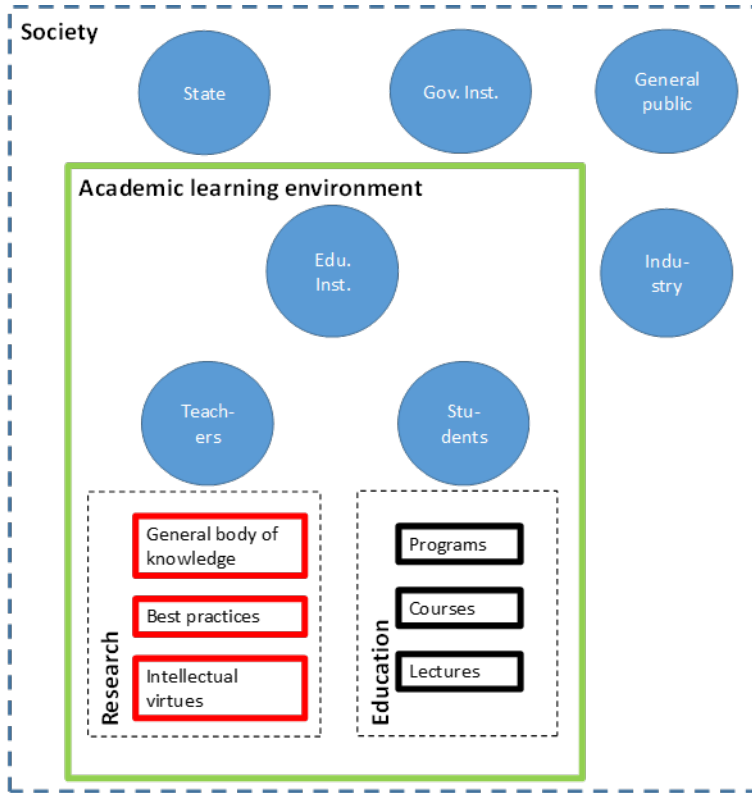 Society
State
Gov. Inst.
General
public
Academic learning environment
Edu.
Inst.
Indu-
stry
Teach-
ers
Stu-
dents
Research
General body of
knowledge
Best practices
Intellectual
virtues
Education
Programs
Courses
Lectures